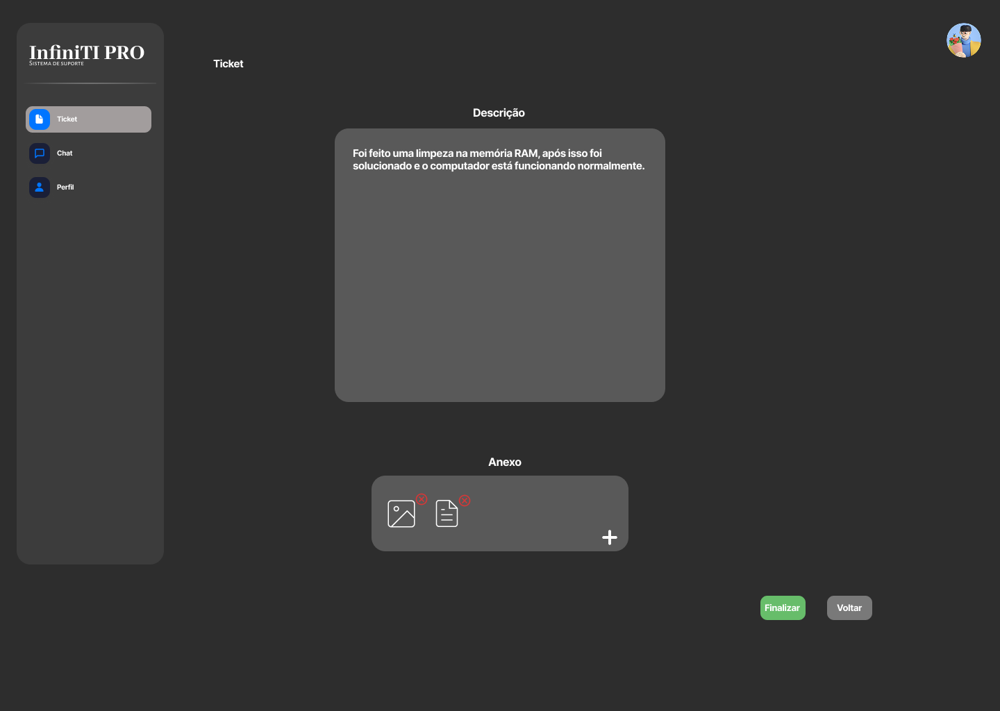 InfiniTI PRO
SISTEMA DE SUPORTE
Ticket
Chat
Perfil
Ticket
Descrição
Foi feito uma limpeza na memória RAM, após isso foi
solucionado e o computador está funcionando normalmente.
Anexo
Finalizar
Voltar